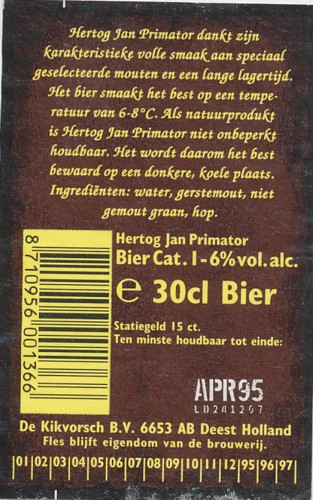 Hertog Jan Primator dankt zijn
karakteristieke volle smaak aan speciaal
geselecteerde mouten en een lange lagertijd.
Het bier smaakt het best op een tempe-
ratuur van 6-8°C. Als natuurprodukt
is Hertog Jan Primator niet onbeperkt
houdbaar. Het wordt daarom het best
bewaard op een donkere, koele plaats.
Ingrediënten: water, gerstemout, niet
gemout graan, hop.
8 710956 001366
Hertog Jan Primator
Bier Cat. I - 6% vol. alc.
℮ 30cl Bier
Statiegeld 15 ct.
Ten minste houdbaar tot einde:
APR95
LD241207
De Kikvorsch B.V. 6653 AB Deest Holland
Fles blijft eigendom van de brouwerij.
|01|02|03|04|05|06|07|08|09|10|11|12|95|96|97|